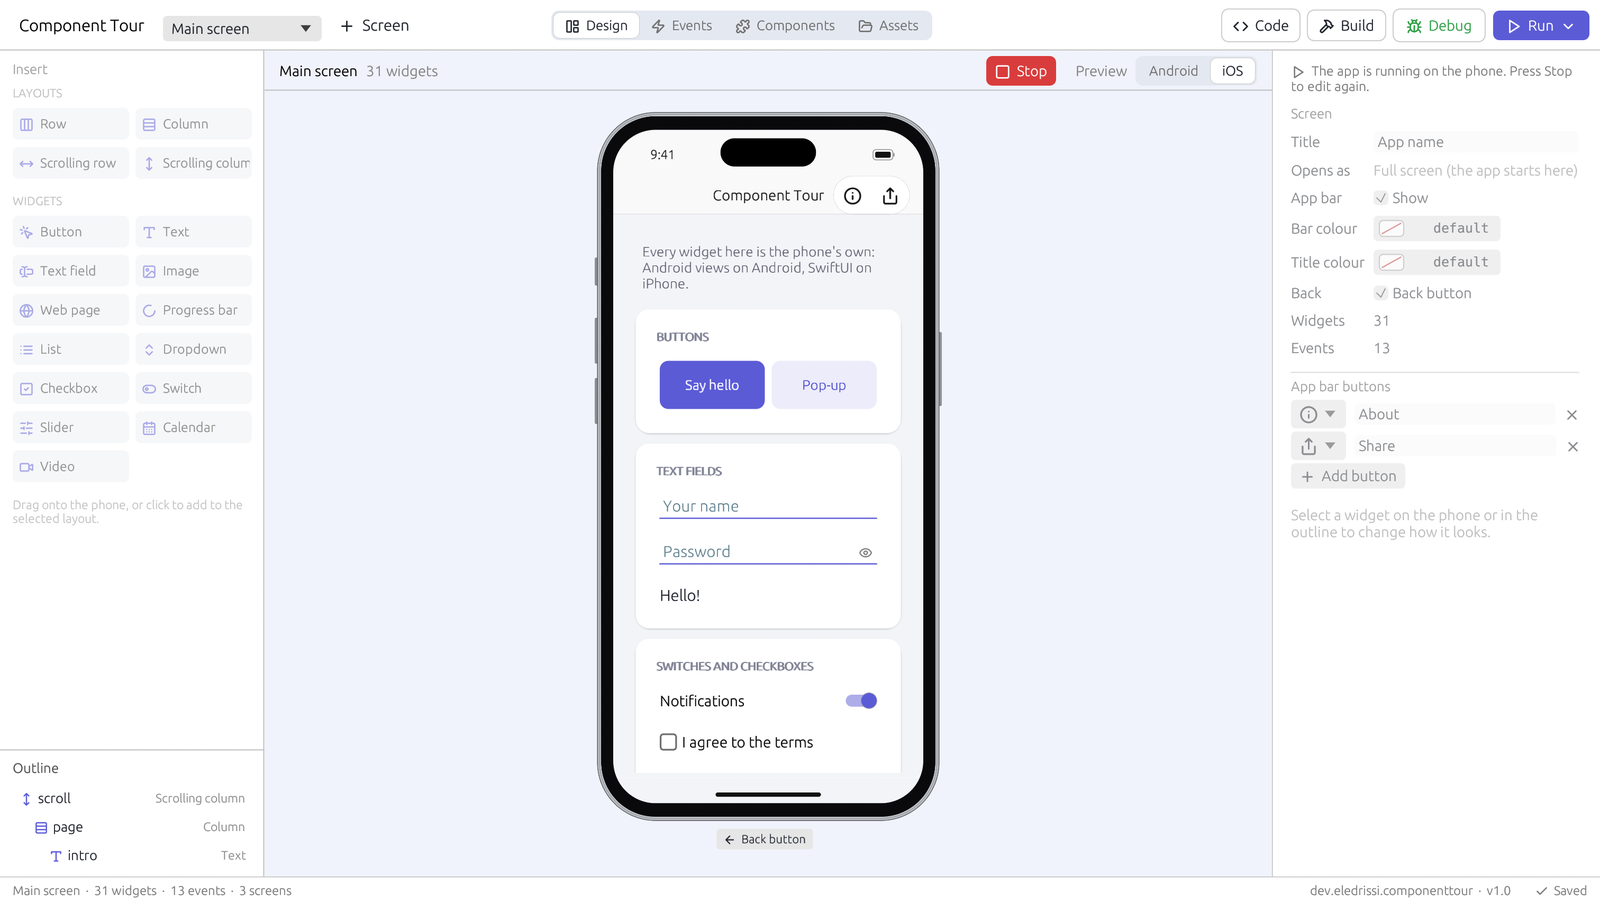 Component Tour
Main screen
Screen
Design
Events
Components
Assets
Code
Build
Debug
Run
Insert
LAYOUTS
Row
Column
Scrolling row
Scrolling colum
WIDGETS
Button
Text
Text field
Image
Web page
Progress bar
List
Dropdown
Checkbox
Switch
Slider
Calendar
Video
Drag onto the phone, or click to add to the
selected layout.
Outline
scroll Scrolling column
page Column
intro Text
Main screen 31 widgets
Stop
Preview
Android
iOS
9:41
Component Tour
Every widget here is the phone's own:
Android views on Android, SwiftUI on
iPhone.
BUTTONS
Say hello
Pop-up
TEXT FIELDS
Your name
Password
Hello!
SWITCHES AND CHECKBOXES
Notifications
I agree to the terms
Back button
The app is running on the phone. Press Stop
to edit again.
Screen
Title App name
Opens as Full screen (the app starts here)
App bar Show
Bar colour default
Title colour default
Back Back button
Widgets 31
Events 13
App bar buttons
About
Share
Add button
Select a widget on the phone or in the
outline to change how it looks.
Main screen · 31 widgets · 13 events · 3 screens
dev.eledrissi.componenttour · v1.0
Saved